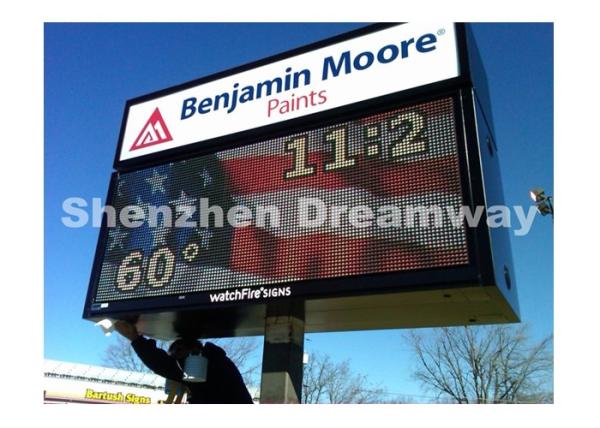 Benjamin Moore®
Paints
11:2
Shenzhen Dreamway
60°
watchFire® SIGNS
Bartush Signs